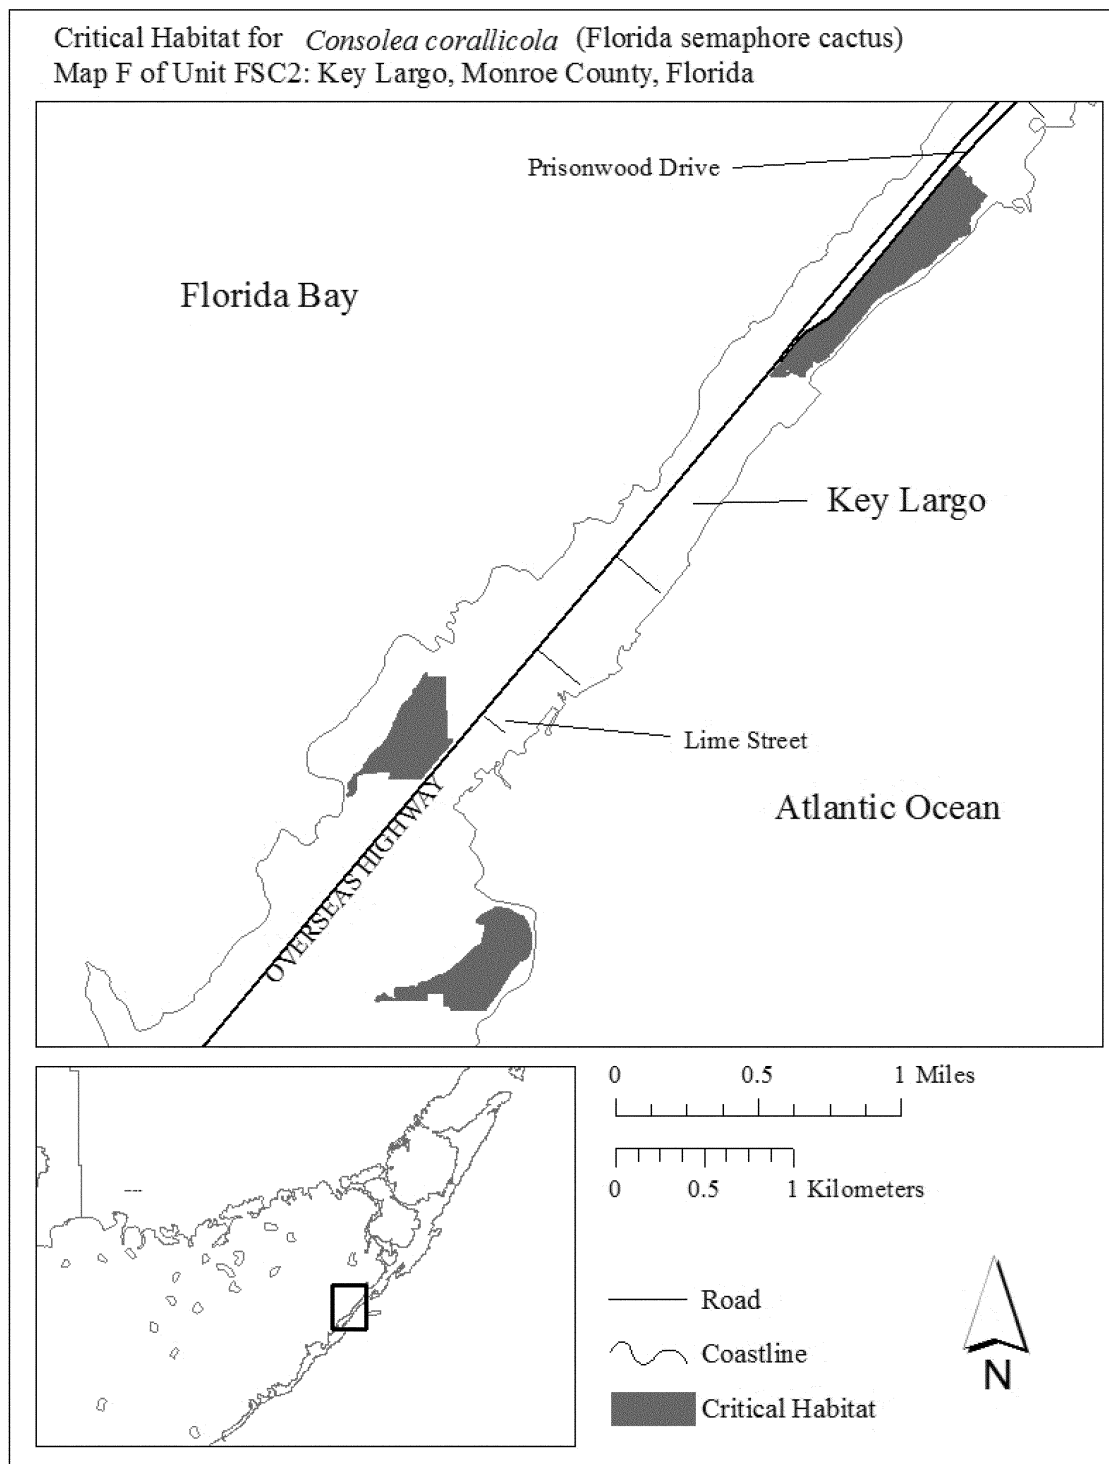 Critical Habitat for Consolea corallicola (Florida semaphore cactus)
Map F of Unit FSC2: Key Largo, Monroe County, Florida
Prisonwood Drive
Florida Bay
Key Largo
Lime Street
Atlantic Ocean
OVERSEAS HIGHWAY
0 0.5 1 Miles
0 0.5 1 Kilometers
Road
Coastline
Critical Habitat
N